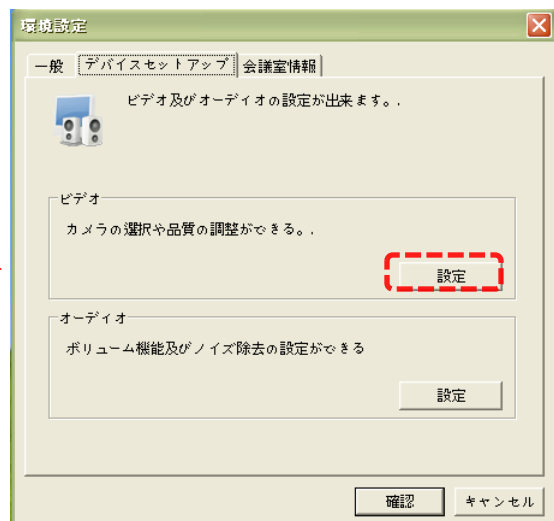 環境設定
一般 デバイスセットアップ 会議室情報
ビデオ及びオーディオの設定が出来ます。.
ビデオ
カメラの選択や品質の調整ができる。.
設定
オーディオ
ボリューム機能及びノイズ除去の設定ができる
設定
確認 キャンセル